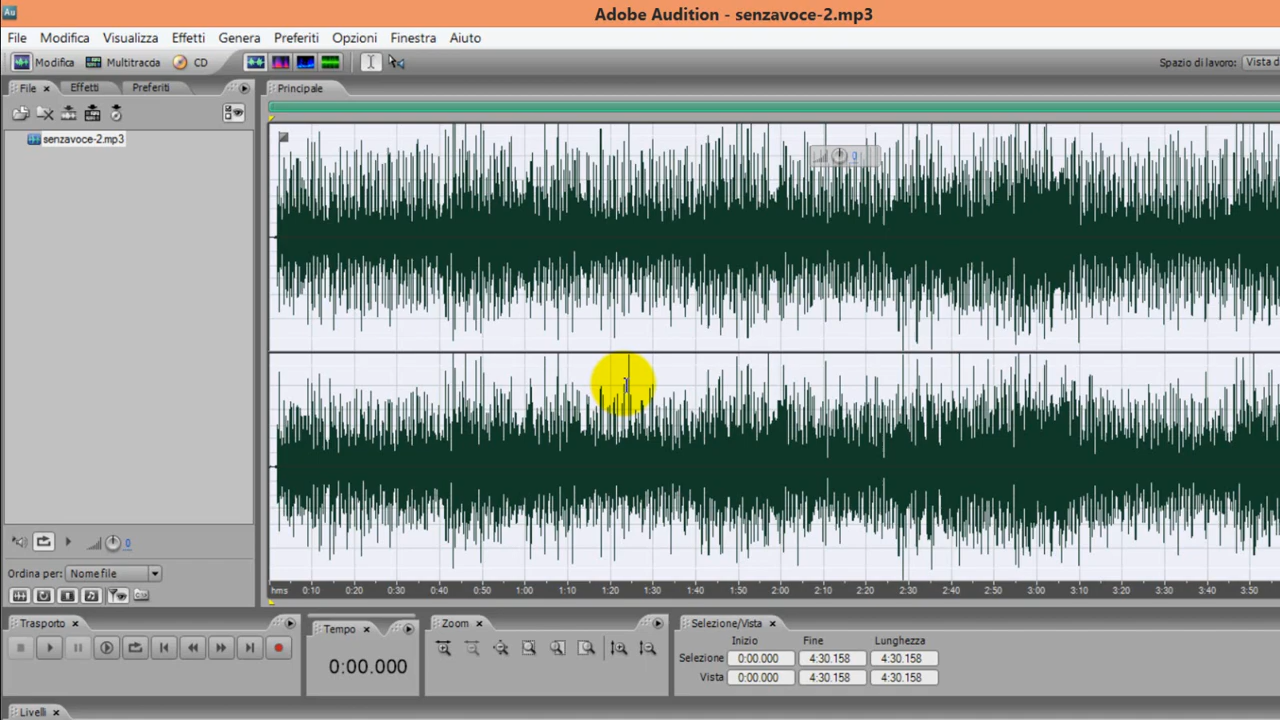 Au
Adobe Audition - senzavoce-2.mp3
File Modifica Visualizza Effetti Genera Preferiti Opzioni Finestra Aiuto
Modifica Multitraccia CD
Spazio di lavoro: Vista d
File Effetti Preferiti
Principale
senzavoce-2.mp3
0
0
Ordina per: Nome file
hms 0:10 0:20 0:30 0:40 0:50 1:00 1:10 1:20 1:30 1:40 1:50 2:00 2:10 2:20 2:30 2:40 2:50 3:00 3:10 3:20 3:30 3:40 3:50
Trasporto
Tempo
0:00.000
Zoom
Selezione/Vista
Inizio Fine Lunghezza
Selezione 0:00.000 4:30.158 4:30.158
Vista 0:00.000 4:30.158 4:30.158
Livelli